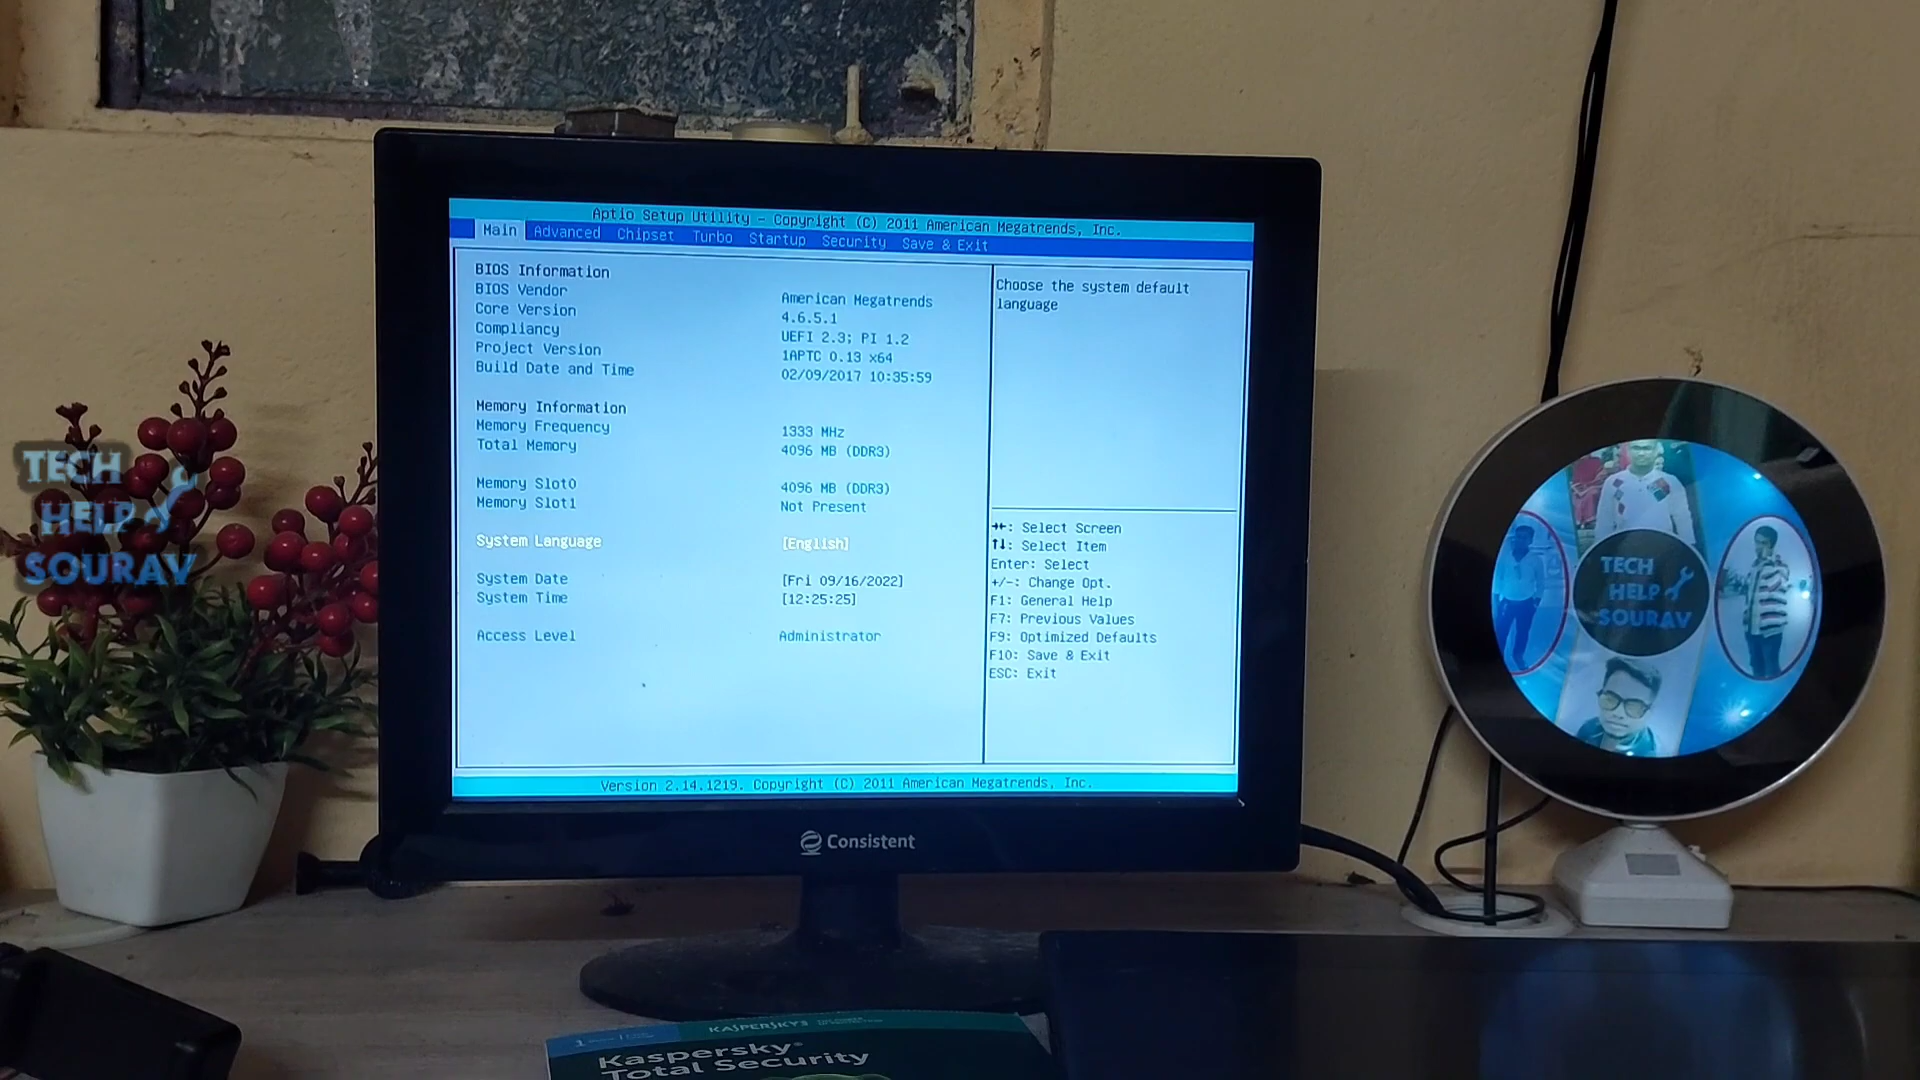 Aptio Setup Utility - Copyright (C) 2011 American Megatrends, Inc.
Main Advanced Chipset Turbo Startup Security Save & Exit
BIOS Information
BIOS Vendor American Megatrends
Core Version 4.6.5.1
Compliancy UEFI 2.3; PI 1.2
Project Version 1APTC 0.13 x64
Build Date and Time 02/09/2017 10:35:59
Memory Information
Memory Frequency 1333 MHz
Total Memory 4096 MB (DDR3)
Memory Slot0 4096 MB (DDR3)
Memory Slot1 Not Present
System Language [English]
System Date [Fri 09/16/2022]
System Time [12:25:25]
Access Level Administrator
Choose the system default
language
→←: Select Screen
↑↓: Select Item
Enter: Select
+/-: Change Opt.
F1: General Help
F7: Previous Values
F9: Optimized Defaults
F10: Save & Exit
ESC: Exit
Version 2.14.1219. Copyright (C) 2011 American Megatrends, Inc.
Consistent
TECH
HELP
SOURAV
TECH
HELP
SOURAV
KASPERSKY
Kaspersky
Total Security